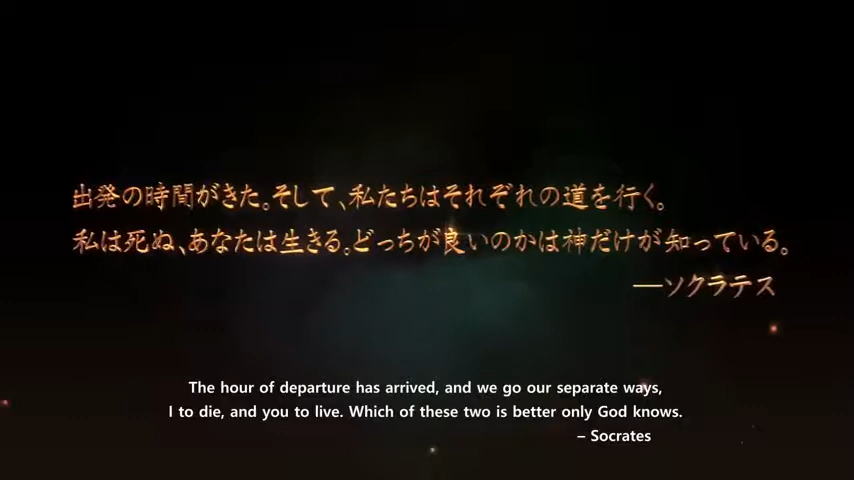 出発の時間がきた。そして、私たちはそれぞれの道を行く。
私は死ぬ、あなたは生きる。どっちが良いのかは神だけが知っている。
―ソクラテス
The hour of departure has arrived, and we go our separate ways,
I to die, and you to live. Which of these two is better only God knows.
– Socrates